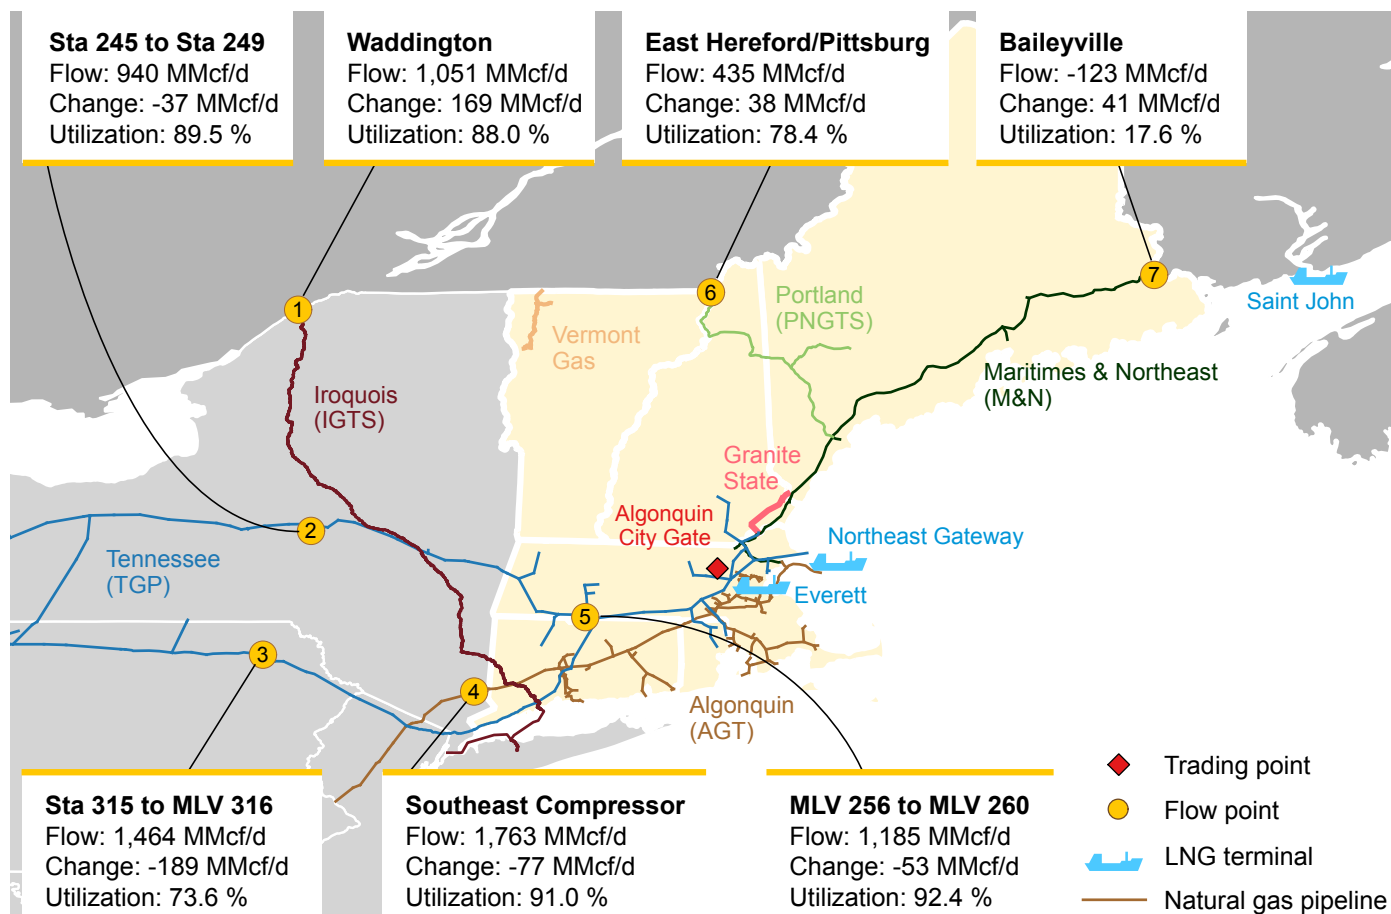 Sta 245 to Sta 249
Flow: 940 MMcf/d
Change: -37 MMcf/d
Utilization: 89.5 %
Waddington
Flow: 1,051 MMcf/d
Change: 169 MMcf/d
Utilization: 88.0 %
East Hereford/Pittsburg
Flow: 435 MMcf/d
Change: 38 MMcf/d
Utilization: 78.4 %
Baileyville
Flow: -123 MMcf/d
Change: 41 MMcf/d
Utilization: 17.6 %
1
6
7
Saint John
Portland
(PNGTS)
Vermont
Gas
Maritimes & Northeast
(M&N)
Iroquois
(IGTS)
Granite
State
Algonquin
City Gate
2
Northeast Gateway
Tennessee
(TGP)
Everett
5
3
4
Algonquin
(AGT)
Sta 315 to MLV 316
Flow: 1,464 MMcf/d
Change: -189 MMcf/d
Utilization: 73.6 %
Southeast Compressor
Flow: 1,763 MMcf/d
Change: -77 MMcf/d
Utilization: 91.0 %
MLV 256 to MLV 260
Flow: 1,185 MMcf/d
Change: -53 MMcf/d
Utilization: 92.4 %
Trading point
Flow point
LNG terminal
Natural gas pipeline